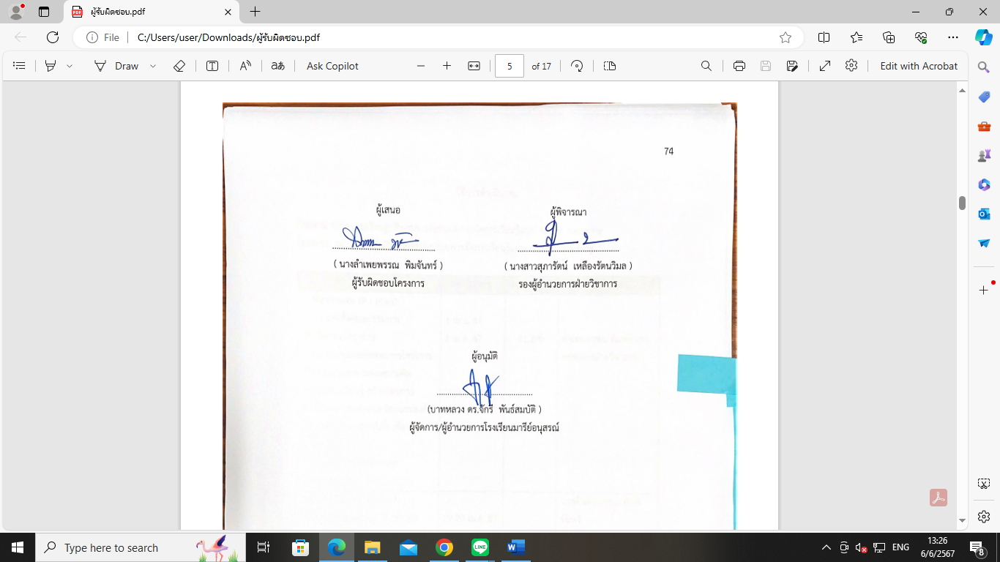 ผู้รับผิดชอบ.pdf
File
C:/Users/user/Downloads/ผู้รับผิดชอบ.pdf
Draw
Ask Copilot
5
of 17
Edit with Acrobat
74
ผู้เสนอ
ผู้พิจารณา
( นางลำเพยพรรณ พิมจันทร์ )
( นางสาวสุภารัตน์ เหลืองรัตนวิมล )
ผู้รับผิดชอบโครงการ
รองผู้อำนวยการฝ่ายวิชาการ
ผู้อนุมัติ
(บาทหลวง ดร.จักรี พันธ์สมบัติ )
ผู้จัดการ/ผู้อำนวยการโรงเรียนมารีย์อนุสรณ์
Type here to search
ENG
13:26
6/6/2567
8